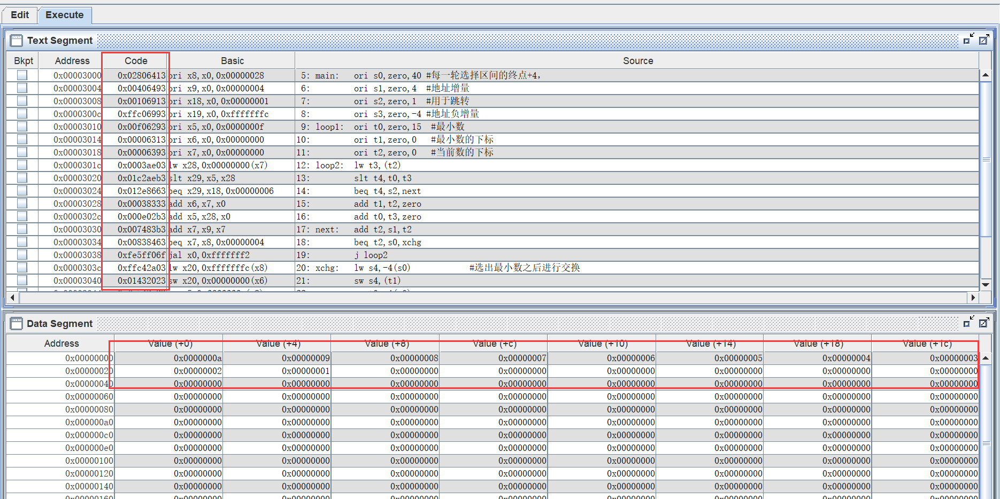 Edit Execute
Text Segment
Bkpt Address Code Basic Source
0x00003000 0x02806413 ori x8,x0,0x00000028 5: main: ori s0,zero,40 #每一轮选择区间的终点+4,
0x00003004 0x00406493 ori x9,x0,0x00000004 6: ori s1,zero,4 #地址增量
0x00003008 0x00106913 ori x18,x0,0x00000001 7: ori s2,zero,1 #用于跳转
0x0000300c 0xffc06993 ori x19,x0,0xfffffffc 8: ori s3,zero,-4 #地址负增量
0x00003010 0x00f06293 ori x5,x0,0x0000000f 9: loop1: ori t0,zero,15 #最小数
0x00003014 0x00006313 ori x6,x0,0x00000000 10: ori t1,zero,0 #最小数的下标
0x00003018 0x00006393 ori x7,x0,0x00000000 11: ori t2,zero,0 #当前数的下标
0x0000301c 0x0003ae03 lw x28,0x00000000(x7) 12: loop2: lw t3,(t2)
0x00003020 0x01c2aeb3 slt x29,x5,x28 13: slt t4,t0,t3
0x00003024 0x012e8663 beq x29,x18,0x00000006 14: beq t4,s2,next
0x00003028 0x00038333 add x6,x7,x0 15: add t1,t2,zero
0x0000302c 0x000e02b3 add x5,x28,x0 16: add t0,t3,zero
0x00003030 0x007483b3 add x7,x9,x7 17: next: add t2,s1,t2
0x00003034 0x00838463 beq x7,x8,0x00000004 18: beq t2,s0,xchg
0x00003038 0xfe5ff06f jal x0,0xfffffff2 19: j loop2
0x0000303c 0xffc42a03 lw x20,0xfffffffc(x8) 20: xchg: lw s4,-4(s0) #选出最小数之后进行交换
0x00003040 0x01432023 sw x20,0x00000000(x6) 21: sw s4,(t1)
Data Segment
Address Value (+0) Value (+4) Value (+8) Value (+c) Value (+10) Value (+14) Value (+18) Value (+1c)
0x00000000 0x0000000a 0x00000009 0x00000008 0x00000007 0x00000006 0x00000005 0x00000004 0x00000003
0x00000020 0x00000002 0x00000001 0x00000000 0x00000000 0x00000000 0x00000000 0x00000000 0x00000000
0x00000040 0x00000000 0x00000000 0x00000000 0x00000000 0x00000000 0x00000000 0x00000000 0x00000000
0x00000060 0x00000000 0x00000000 0x00000000 0x00000000 0x00000000 0x00000000 0x00000000 0x00000000
0x00000080 0x00000000 0x00000000 0x00000000 0x00000000 0x00000000 0x00000000 0x00000000 0x00000000
0x000000a0 0x00000000 0x00000000 0x00000000 0x00000000 0x00000000 0x00000000 0x00000000 0x00000000
0x000000c0 0x00000000 0x00000000 0x00000000 0x00000000 0x00000000 0x00000000 0x00000000 0x00000000
0x000000e0 0x00000000 0x00000000 0x00000000 0x00000000 0x00000000 0x00000000 0x00000000 0x00000000
0x00000100 0x00000000 0x00000000 0x00000000 0x00000000 0x00000000 0x00000000 0x00000000 0x00000000
0x00000120 0x00000000 0x00000000 0x00000000 0x00000000 0x00000000 0x00000000 0x00000000 0x00000000
0x00000140 0x00000000 0x00000000 0x00000000 0x00000000 0x00000000 0x00000000 0x00000000 0x00000000
0x00000160 0x00000000 0x00000000 0x00000000 0x00000000 0x00000000 0x00000000 0x00000000 0x00000000